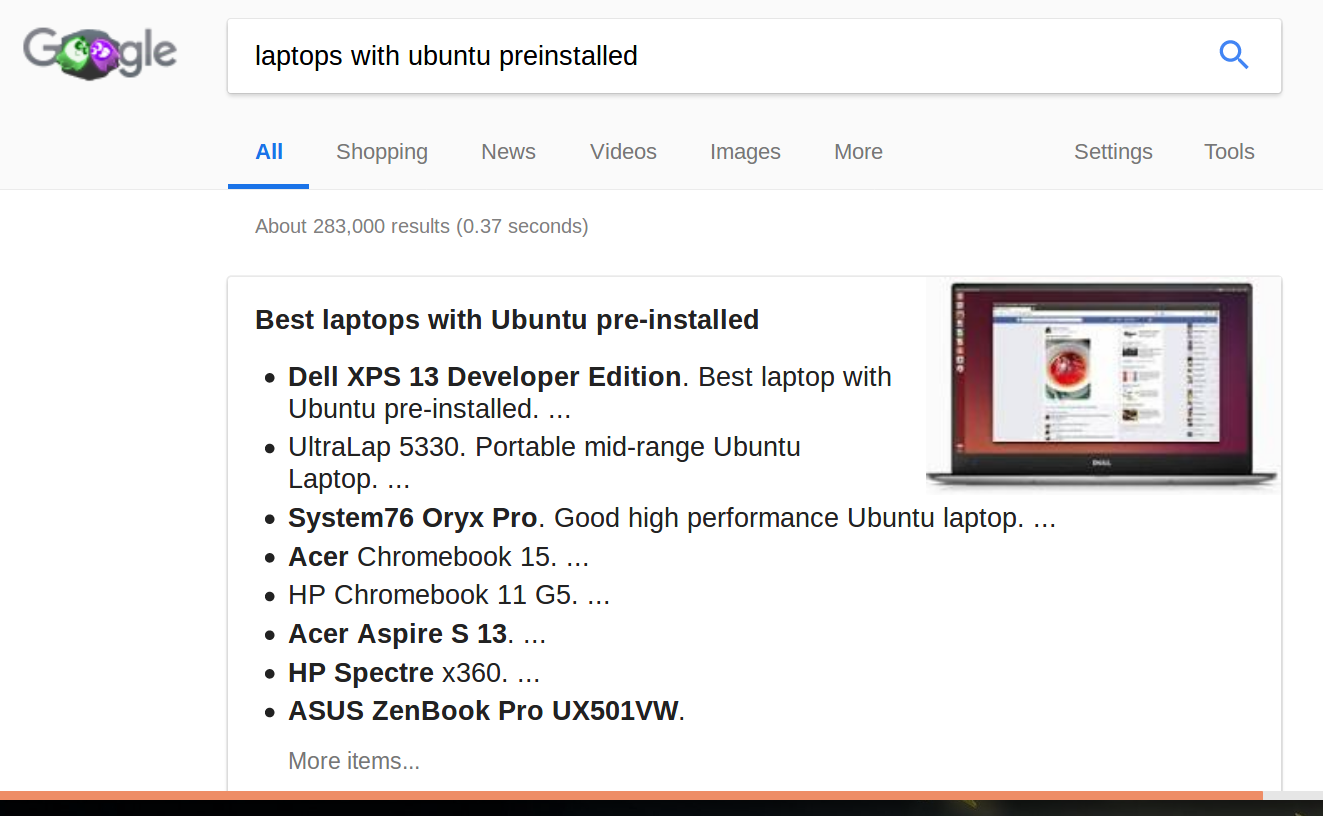 Google
laptops with ubuntu preinstalled
All Shopping News Videos Images More Settings Tools
About 283,000 results (0.37 seconds)
Best laptops with Ubuntu pre-installed
Dell XPS 13 Developer Edition. Best laptop with
Ubuntu pre-installed. ...
UltraLap 5330. Portable mid-range Ubuntu
Laptop. ...
System76 Oryx Pro. Good high performance Ubuntu laptop. ...
Acer Chromebook 15. ...
HP Chromebook 11 G5. ...
Acer Aspire S 13. ...
HP Spectre x360. ...
ASUS ZenBook Pro UX501VW.
More items...
DELL